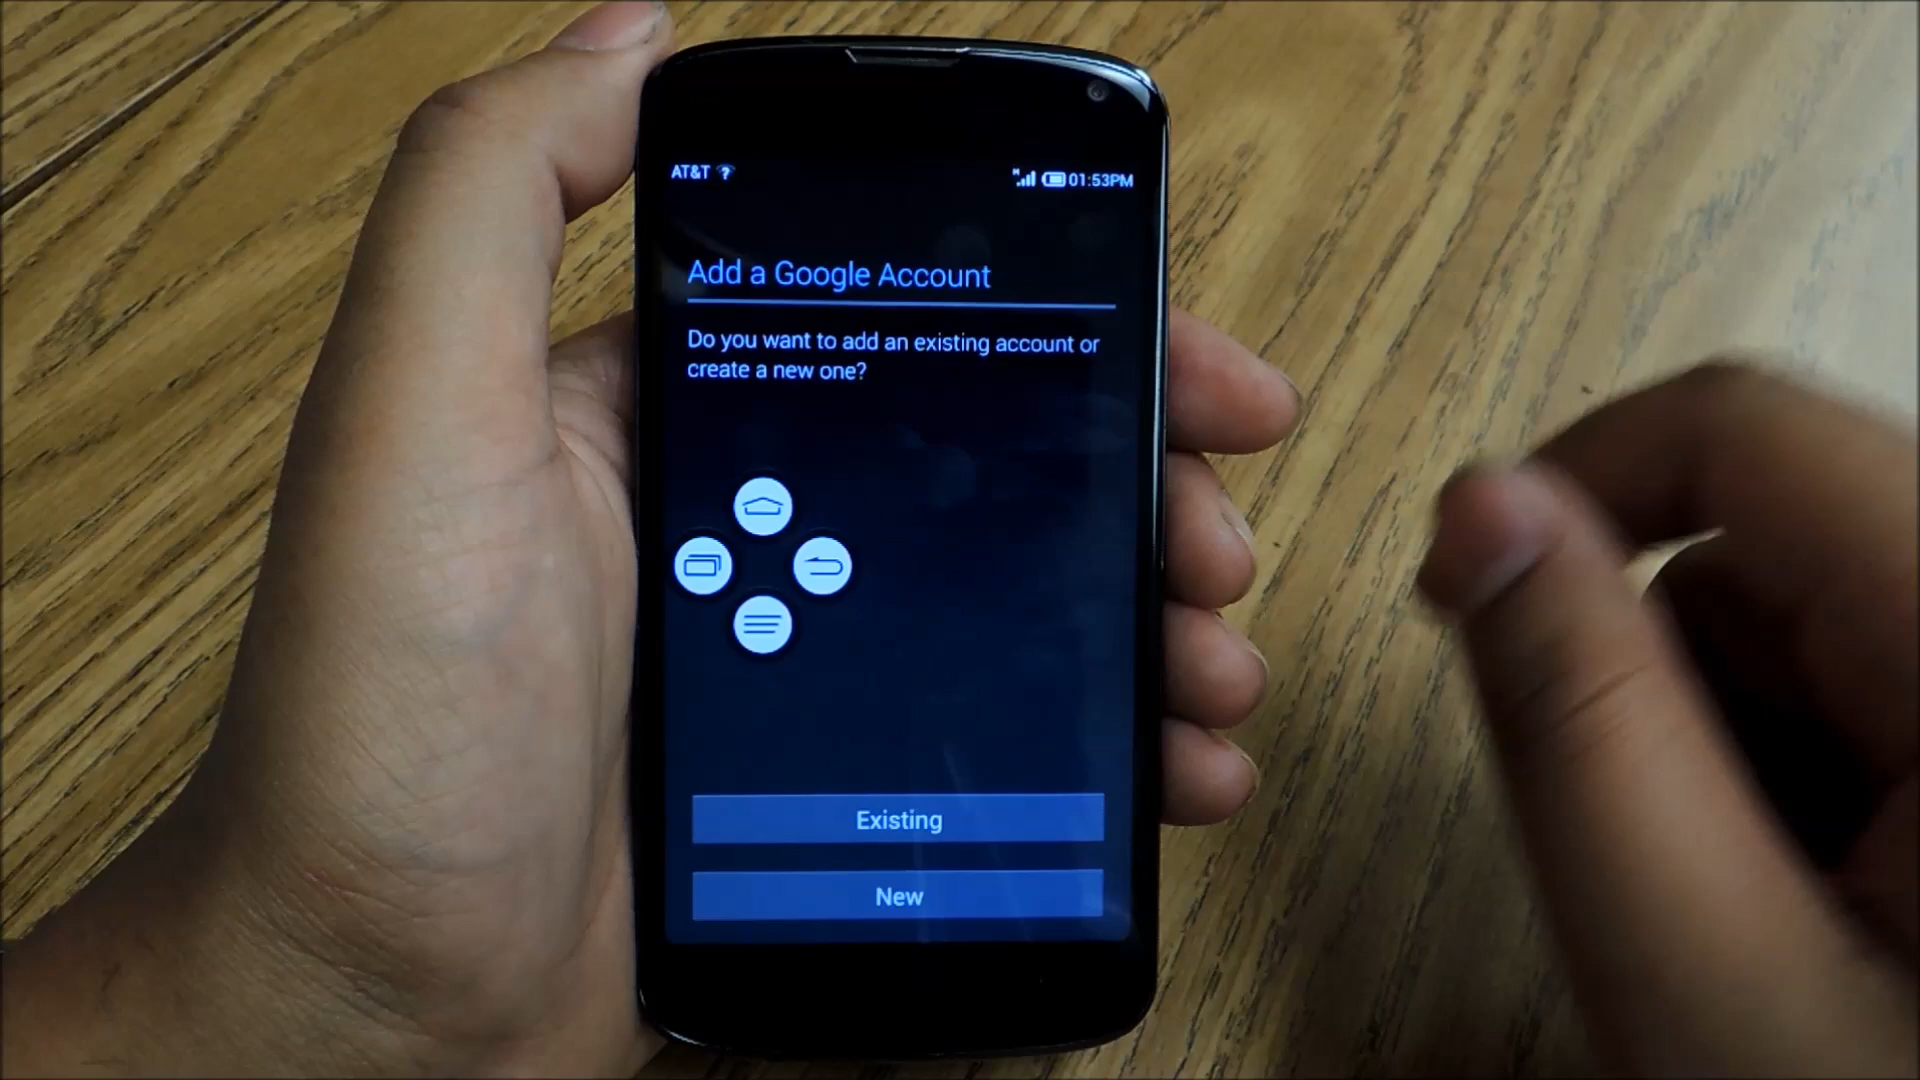 AT&T ?
01:53PM
Add a Google Account
Do you want to add an existing account or
create a new one?
Existing
New